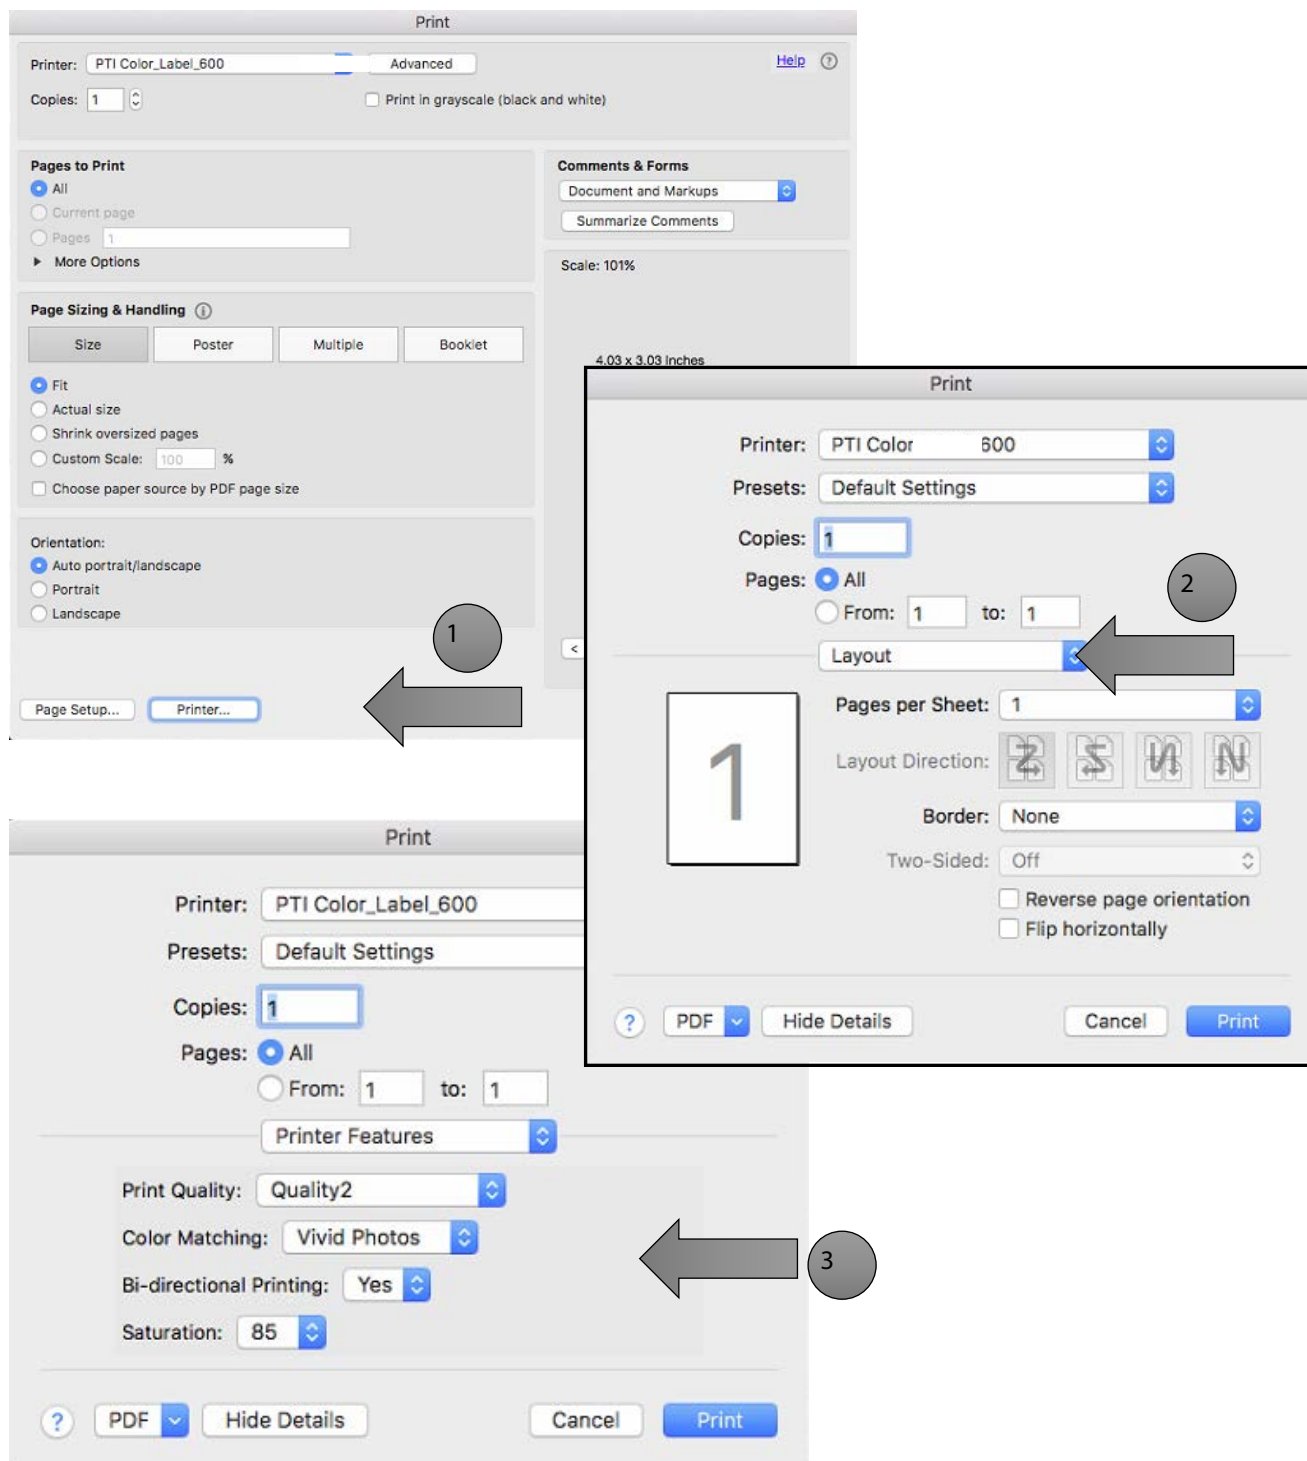 Print
Printer: PTI Color_Label_600 Advanced Help ?
Copies: 1 Print in grayscale (black and white)
Pages to Print
All
Current page
Pages 1
More Options
Comments & Forms
Document and Markups
Summarize Comments
Scale: 101%
4.03 x 3.03 Inches
Page Sizing & Handling i
Size Poster Multiple Booklet
Fit
Actual size
Shrink oversized pages
Custom Scale: 100 %
Choose paper source by PDF page size
Orientation:
Auto portrait/landscape
Portrait
Landscape
<
1
Page Setup... Printer...
Print
Printer: PTI Color 600
Presets: Default Settings
Copies: 1
Pages: All
From: 1 to: 1
2
Layout
Pages per Sheet: 1
Layout Direction:
1
Border: None
Two-Sided: Off
Reverse page orientation
Flip horizontally
? PDF Hide Details Cancel Print
Print
Printer: PTI Color_Label_600
Presets: Default Settings
Copies: 1
Pages: All
From: 1 to: 1
Printer Features
Print Quality: Quality2
Color Matching: Vivid Photos
3
Bi-directional Printing: Yes
Saturation: 85
? PDF Hide Details Cancel Print